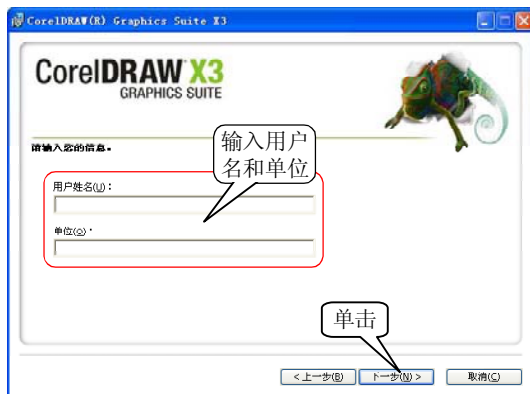 CorelDRAW(R) Graphics Suite X3
CorelDRAW X3
GRAPHICS SUITE
请输入您的信息。
输入用户
名和单位
用户姓名(U)：
单位(O)：
单击
<上一步(B)
下一步(N) >
取消(C)